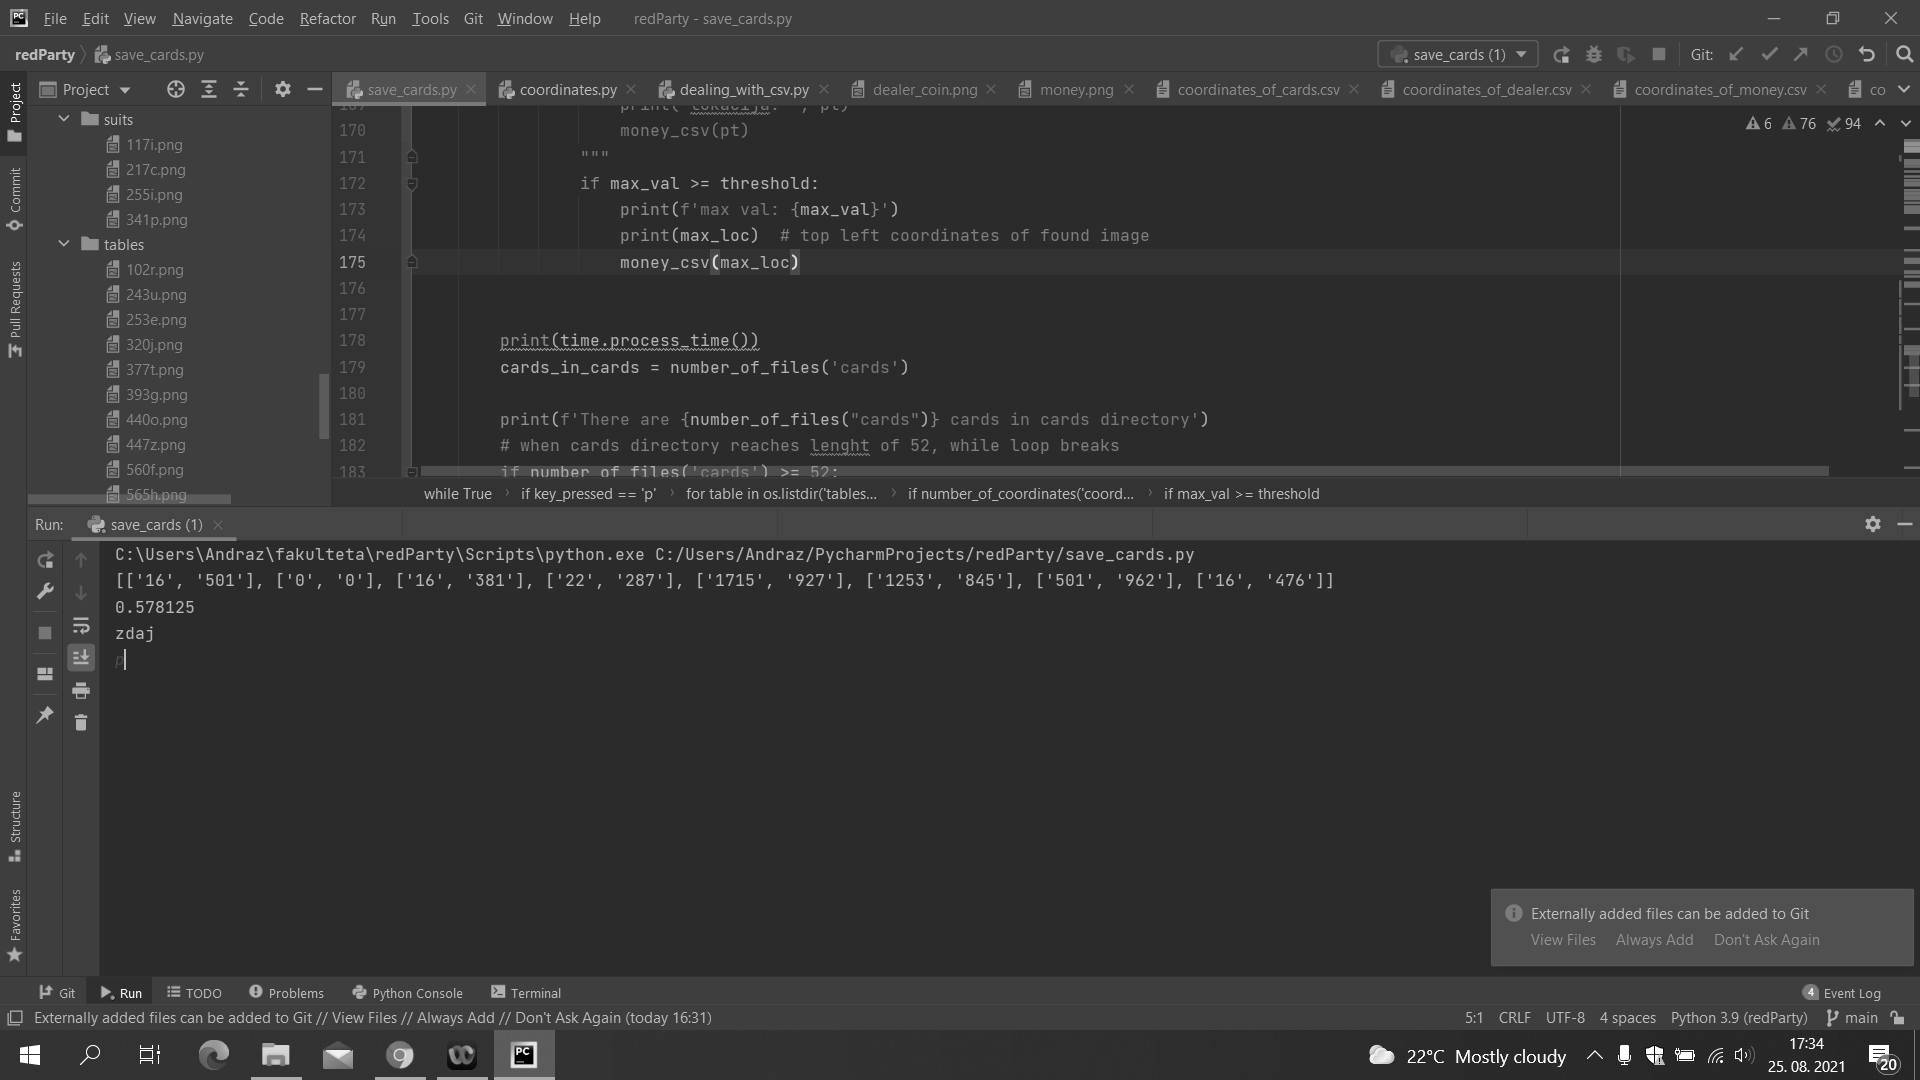 File Edit View Navigate Code Refactor Run Tools Git Window Help redParty - save_cards.py
redParty save_cards.py save_cards (1) Git:
Project
save_cards.py coordinates.py dealing_with_csv.py dealer_coin.png money.png coordinates_of_cards.csv coordinates_of_dealer.csv coordinates_of_money.csv co
Project
Commit
Pull Requests
Structure
Favorites
suits
117i.png
217c.png
255i.png
341p.png
tables
102r.png
243u.png
253e.png
320j.png
377t.png
393g.png
440o.png
447z.png
560f.png
565h.png
6 76 94
170 money_csv(pt)
171 """
172 if max_val >= threshold:
173 print(f'max val: {max_val}')
174 print(max_loc)  # top left coordinates of found image
175 money_csv(max_loc)
176
177
178 print(time.process_time())
179 cards_in_cards = number_of_files('cards')
180
181 print(f'There are {number_of_files("cards")} cards in cards directory')
182 # when cards directory reaches lenght of 52, while loop breaks
183 if number_of_files('cards') >= 52:
while True if key_pressed == 'p' for table in os.listdir('tables... if number_of_coordinates('coord... if max_val >= threshold
Run: save_cards (1)
C:\Users\Andraz\fakulteta\redParty\Scripts\python.exe C:/Users/Andraz/PycharmProjects/redParty/save_cards.py
[['16', '501'], ['0', '0'], ['16', '381'], ['22', '287'], ['1715', '927'], ['1253', '845'], ['501', '962'], ['16', '476']]
0.578125
zdaj
p
Externally added files can be added to Git
View Files Always Add Don't Ask Again
Git Run TODO Problems Python Console Terminal 4 Event Log
Externally added files can be added to Git // View Files // Always Add // Don't Ask Again (today 16:31) 5:1 CRLF UTF-8 4 spaces Python 3.9 (redParty) main
PC
22°C Mostly cloudy
17:34
25. 08. 2021
20